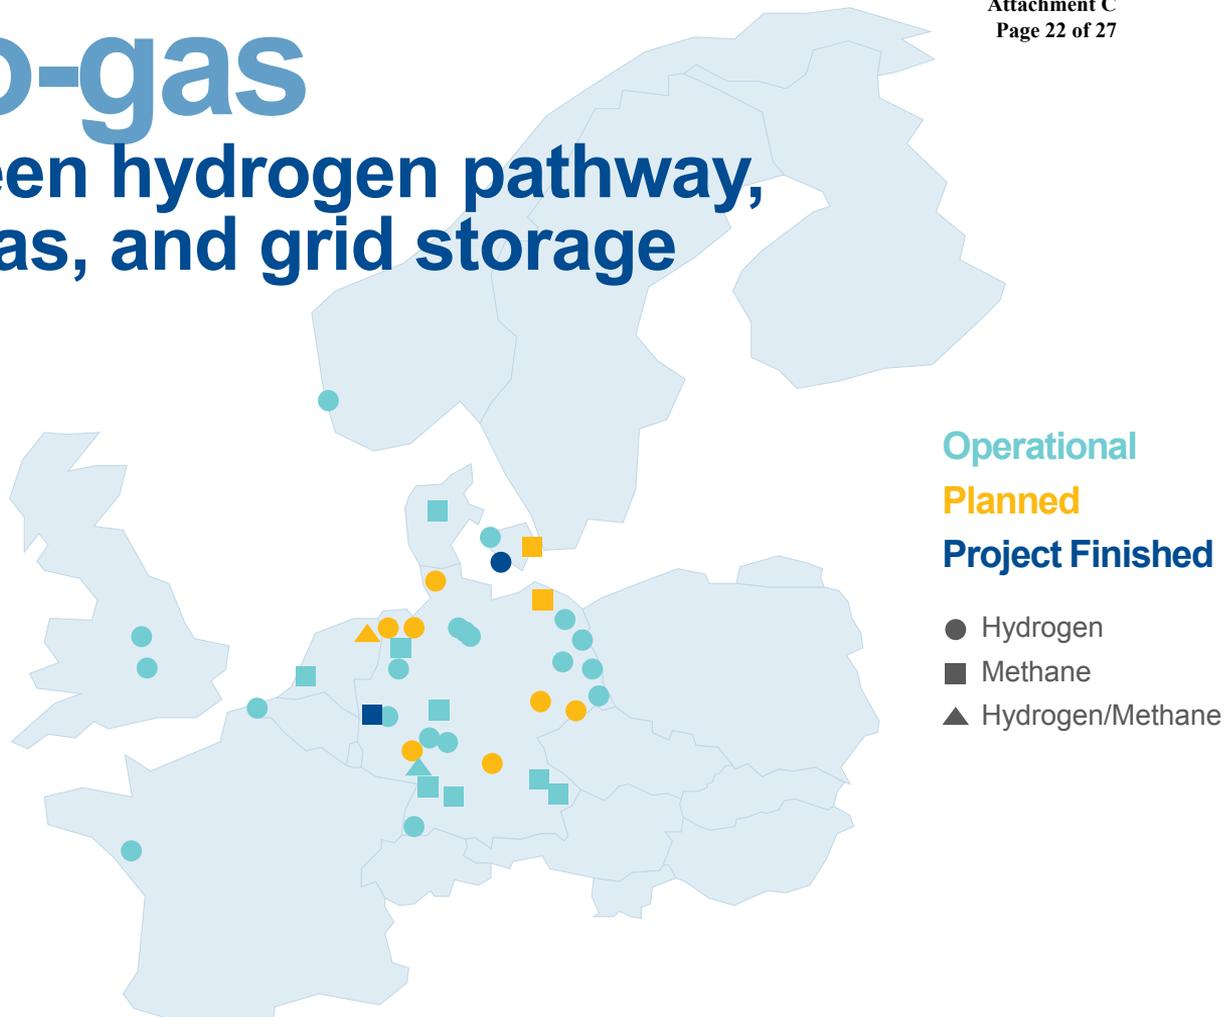 Attachment C
Page 22 of 27
o-gas
een hydrogen pathway,
as, and grid storage
Operational
Planned
Project Finished
Hydrogen
Methane
Hydrogen/Methane